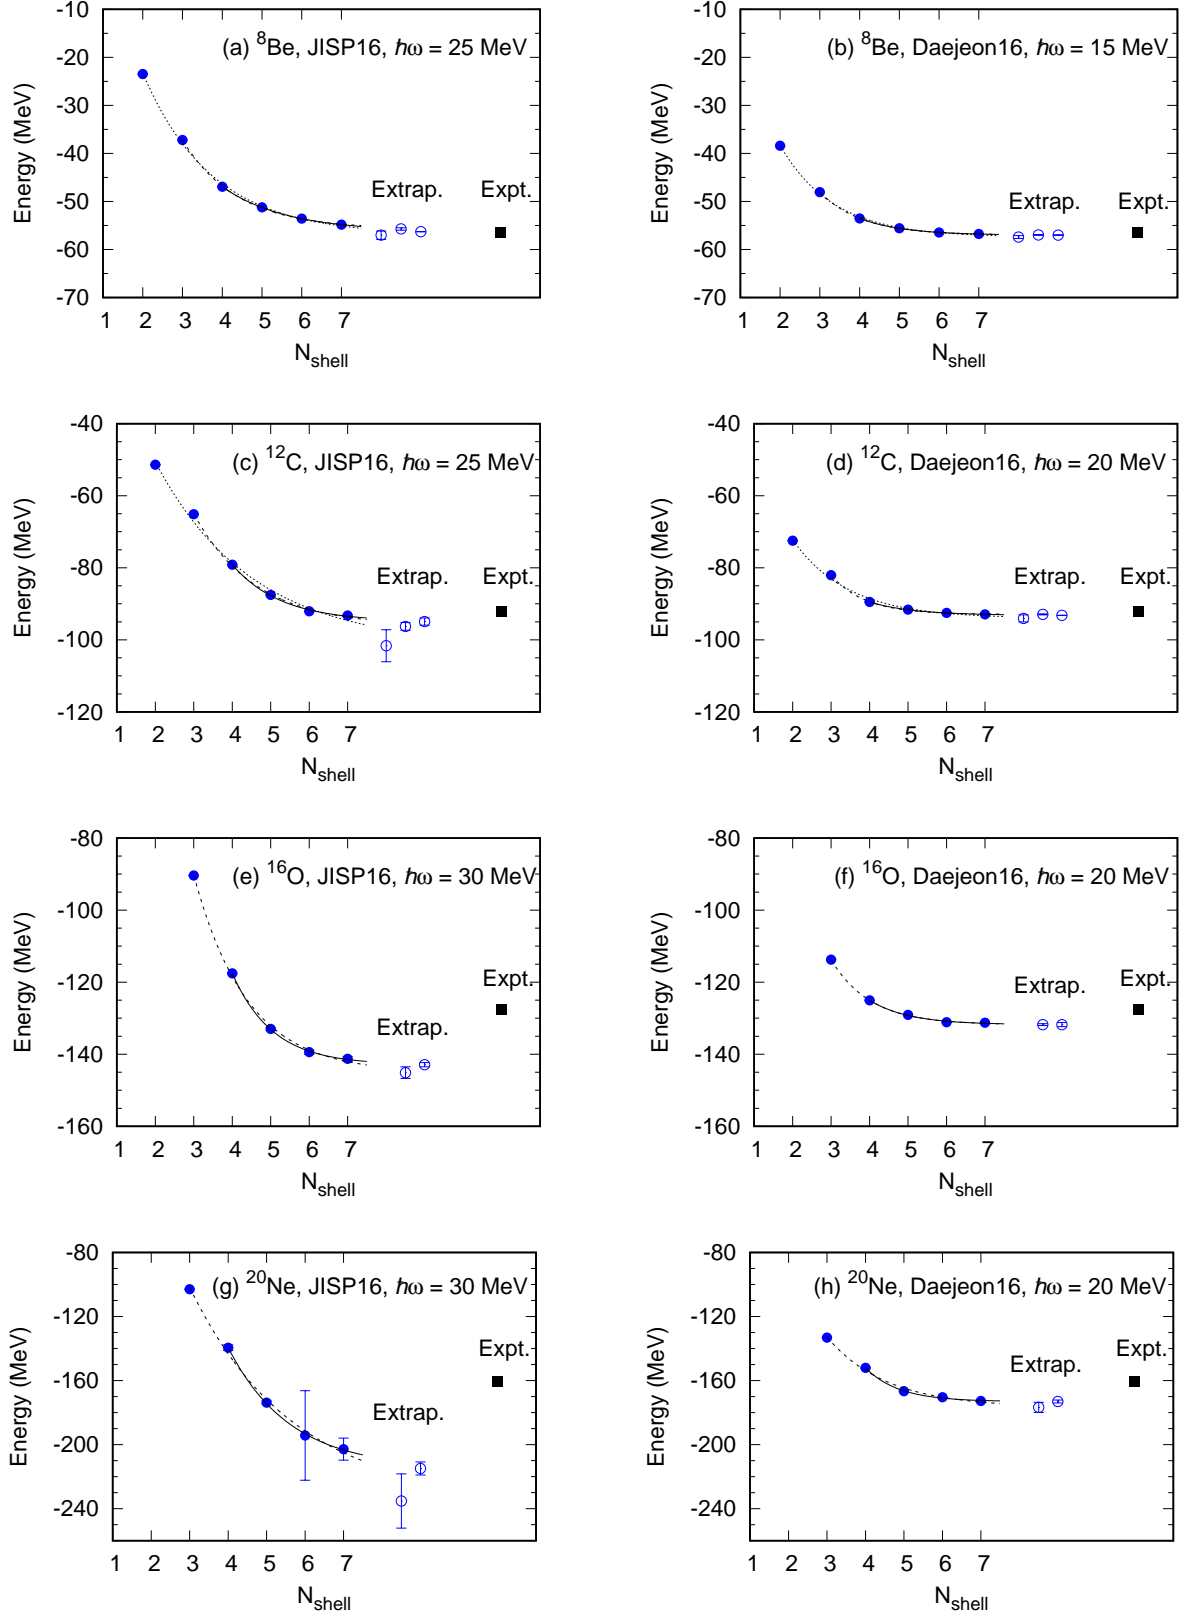 (a) ⁸Be, JISP16, ℏω = 25 MeV
Energy (MeV)
-10
-20
-30
-40
-50
-60
-70
Extrap.
Expt.
1 2 3 4 5 6 7
N_shell
(b) ⁸Be, Daejeon16, ℏω = 15 MeV
Energy (MeV)
-10
-20
-30
-40
-50
-60
-70
Extrap.
Expt.
1 2 3 4 5 6 7
N_shell
(c) ¹²C, JISP16, ℏω = 25 MeV
Energy (MeV)
-40
-60
-80
-100
-120
Extrap.
Expt.
1 2 3 4 5 6 7
N_shell
(d) ¹²C, Daejeon16, ℏω = 20 MeV
Energy (MeV)
-40
-60
-80
-100
-120
Extrap.
Expt.
1 2 3 4 5 6 7
N_shell
(e) ¹⁶O, JISP16, ℏω = 30 MeV
Energy (MeV)
-80
-100
-120
-140
-160
Expt.
Extrap.
1 2 3 4 5 6 7
N_shell
(f) ¹⁶O, Daejeon16, ℏω = 20 MeV
Energy (MeV)
-80
-100
-120
-140
-160
Extrap.
Expt.
1 2 3 4 5 6 7
N_shell
(g) ²⁰Ne, JISP16, ℏω = 30 MeV
Energy (MeV)
-80
-120
-160
-200
-240
Expt.
Extrap.
1 2 3 4 5 6 7
N_shell
(h) ²⁰Ne, Daejeon16, ℏω = 20 MeV
Energy (MeV)
-80
-120
-160
-200
-240
Extrap.
Expt.
1 2 3 4 5 6 7
N_shell